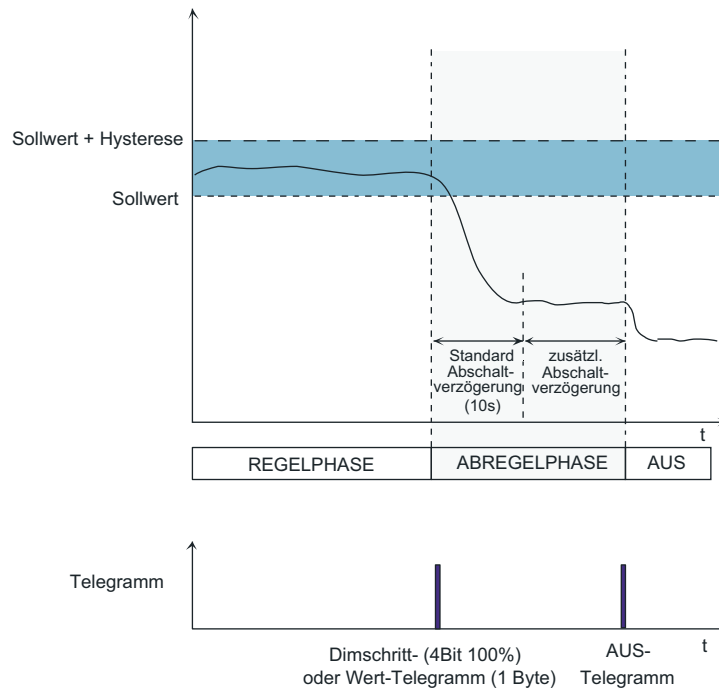 Sollwert + Hysterese
Sollwert
Standard
Abschalt-
verzögerung
(10s)
zusätzl.
Abschalt-
verzögerung
t
REGELPHASE
ABREGELPHASE
AUS
Telegramm
t
Dimschritt- (4Bit 100%)
oder Wert-Telegramm (1 Byte)
AUS-
Telegramm